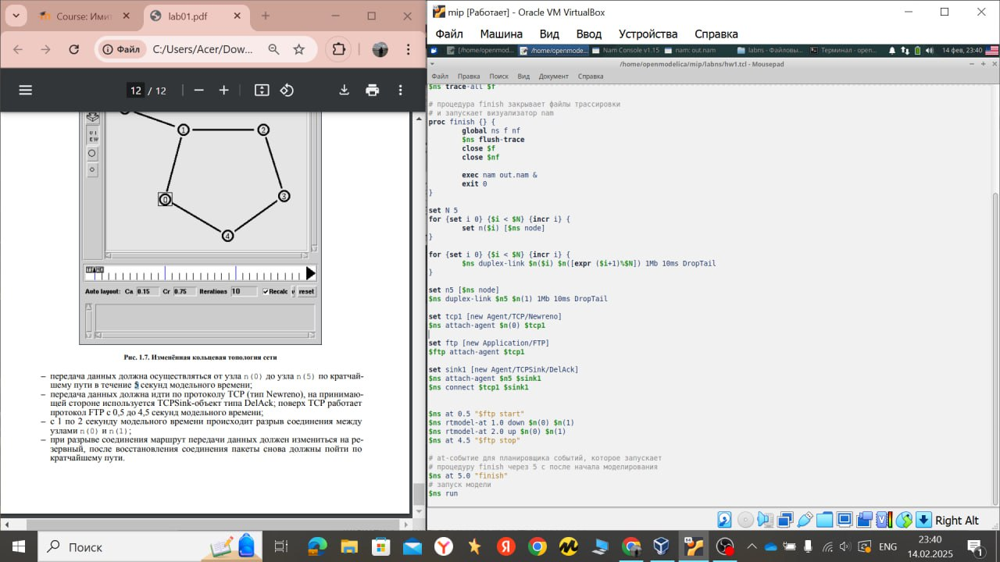 Course: Ими
lab01.pdf
Файл
C:/Users/Acer/Dow...
12 / 12
1
2
0
3
4
Auto layout: Ca 0.15 Cr 0.75 Iterations 10 Recalc reset
Рис. 1.7. Изменённая кольцевая топология сети
– передача данных должна осуществляться от узла n(0) до узла n(5) по кратчай-
шему пути в течение 5 секунд модельного времени;
– передача данных должна идти по протоколу TCP (тип Newreno), на принимаю-
щей стороне используется TCPSink-объект типа DelAck; поверх TCP работает
протокол FTP с 0,5 до 4,5 секунд модельного времени;
– с 1 по 2 секунду модельного времени происходит разрыв соединения между
узлами n(0) и n(1);
– при разрыве соединения маршрут передачи данных должен измениться на ре-
зервный, после восстановления соединения пакеты снова должны пойти по
кратчайшему пути.
mip [Работает] - Oracle VM VirtualBox
Файл Машина Вид Ввод Устройства Справка
[/home/openmod... /home/openmode... Nam Console v1.15 nam: out.nam labns - Файловы... Терминал - open... 14 фев, 23:40
/home/openmodelica/mip/labns/hw1.tcl - Mousepad
Файл Правка Поиск Вид Документ Справка
$ns trace-all $f
# процедура finish закрывает файлы трассировки
# и запускает визуализатор nam
proc finish {} {
global ns f nf
$ns flush-trace
close $f
close $nf
exec nam out.nam &
exit 0
}
set N 5
for {set i 0} {$i < $N} {incr i} {
set n($i) [$ns node]
}
for {set i 0} {$i < $N} {incr i} {
$ns duplex-link $n($i) $n([expr ($i+1)%$N]) 1Mb 10ms DropTail
}
set n5 [$ns node]
$ns duplex-link $n5 $n(1) 1Mb 10ms DropTail
set tcp1 [new Agent/TCP/Newreno]
$ns attach-agent $n(0) $tcp1
set ftp [new Application/FTP]
$ftp attach-agent $tcp1
set sink1 [new Agent/TCPSink/DelAck]
$ns attach-agent $n5 $sink1
$ns connect $tcp1 $sink1
$ns at 0.5 "$ftp start"
$ns rtmodel-at 1.0 down $n(0) $n(1)
$ns rtmodel-at 2.0 up $n(0) $n(1)
$ns at 4.5 "$ftp stop"
# at-событие для планировщика событий, которое запускает
# процедуру finish через 5 с после начала моделирования
$ns at 5.0 "finish"
# запуск модели
$ns run
Right Alt
Поиск
ENG
23:40
14.02.2025